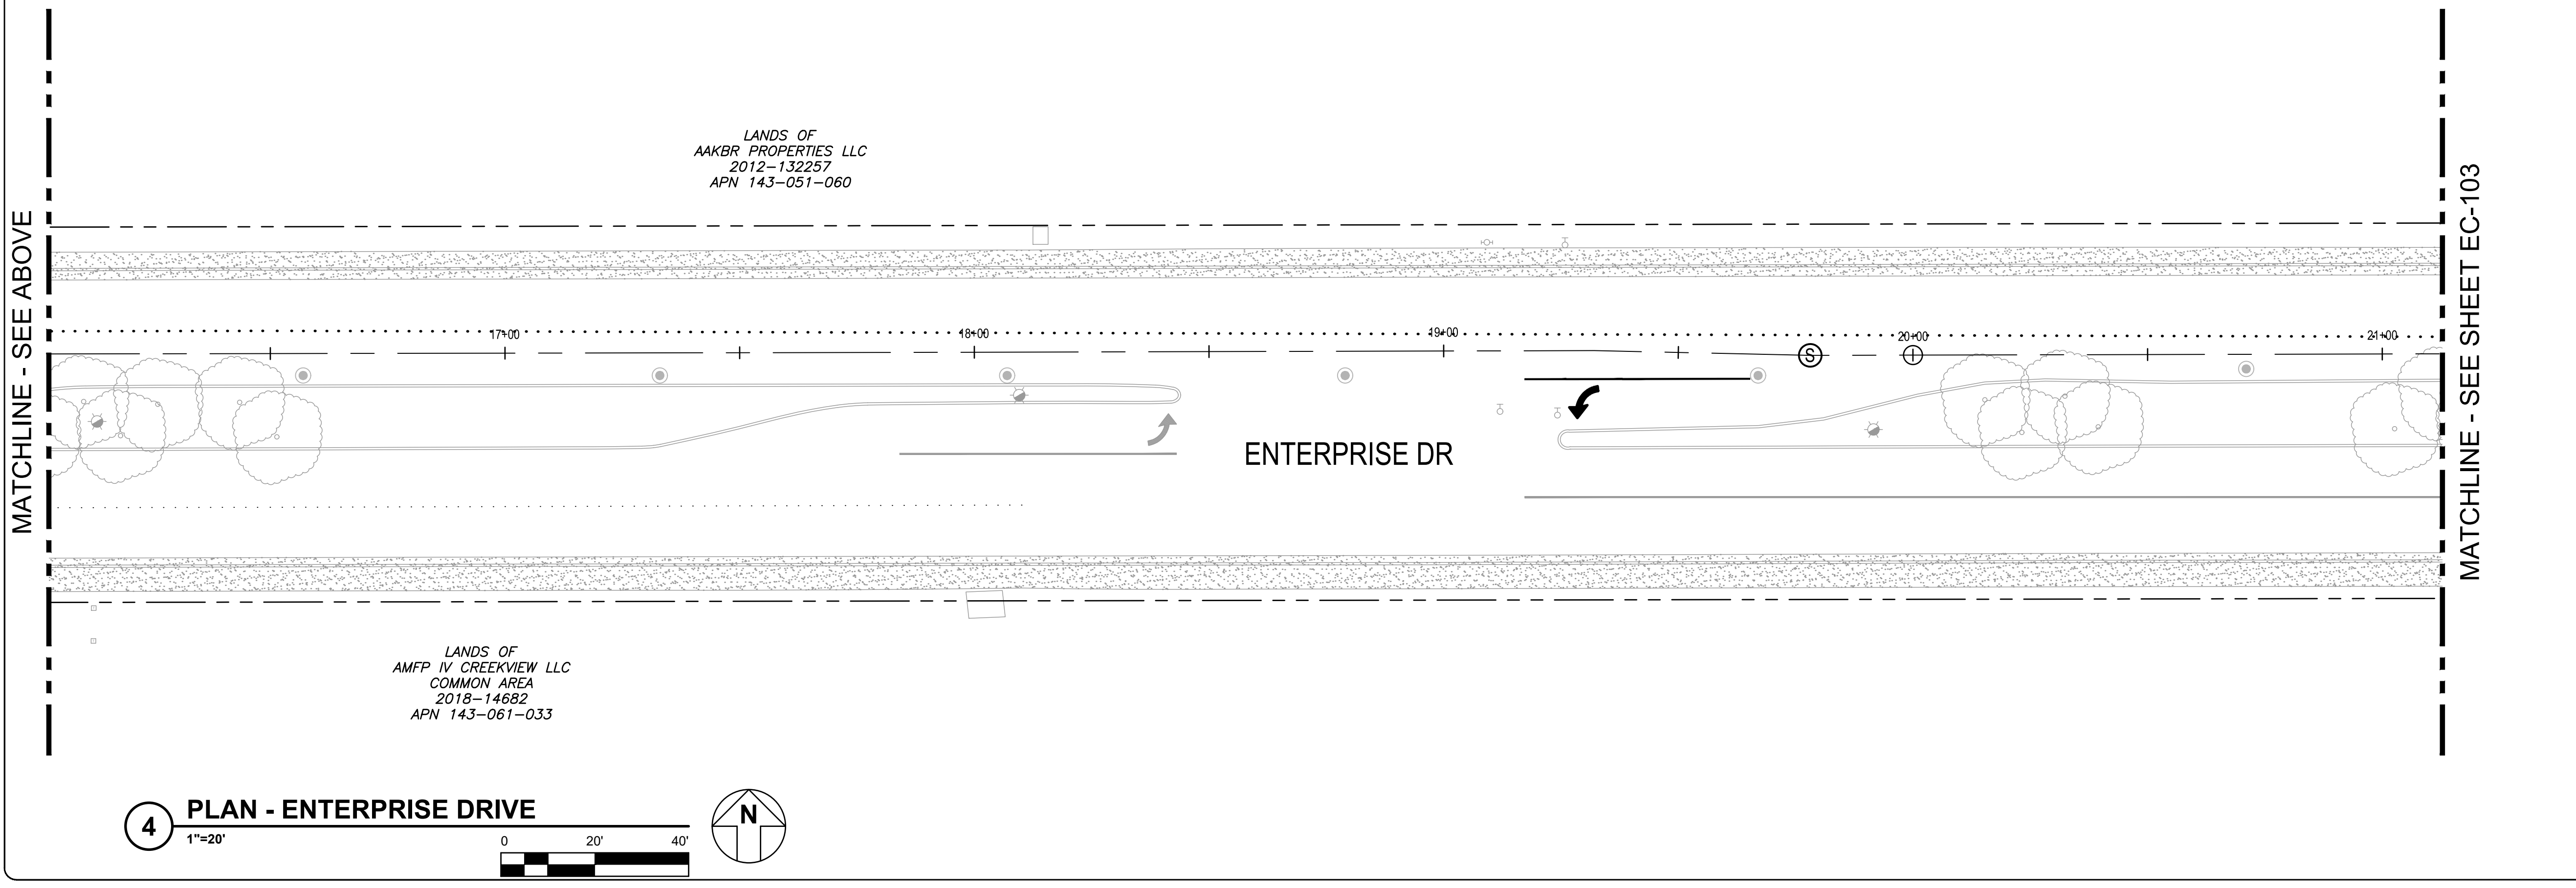 LANDS OF
AAKBR PROPERTIES LLC
2012-132257
APN 143-051-060
MATCHLINE - SEE ABOVE
MATCHLINE - SEE SHEET EC-103
17+00
18+00
19+00
20+00
21+00
S
I
ENTERPRISE DR
LANDS OF
AMFP IV CREEKVIEW LLC
COMMON AREA
2018-14682
APN 143-061-033
4
PLAN - ENTERPRISE DRIVE
1"=20'
0 20' 40'
N